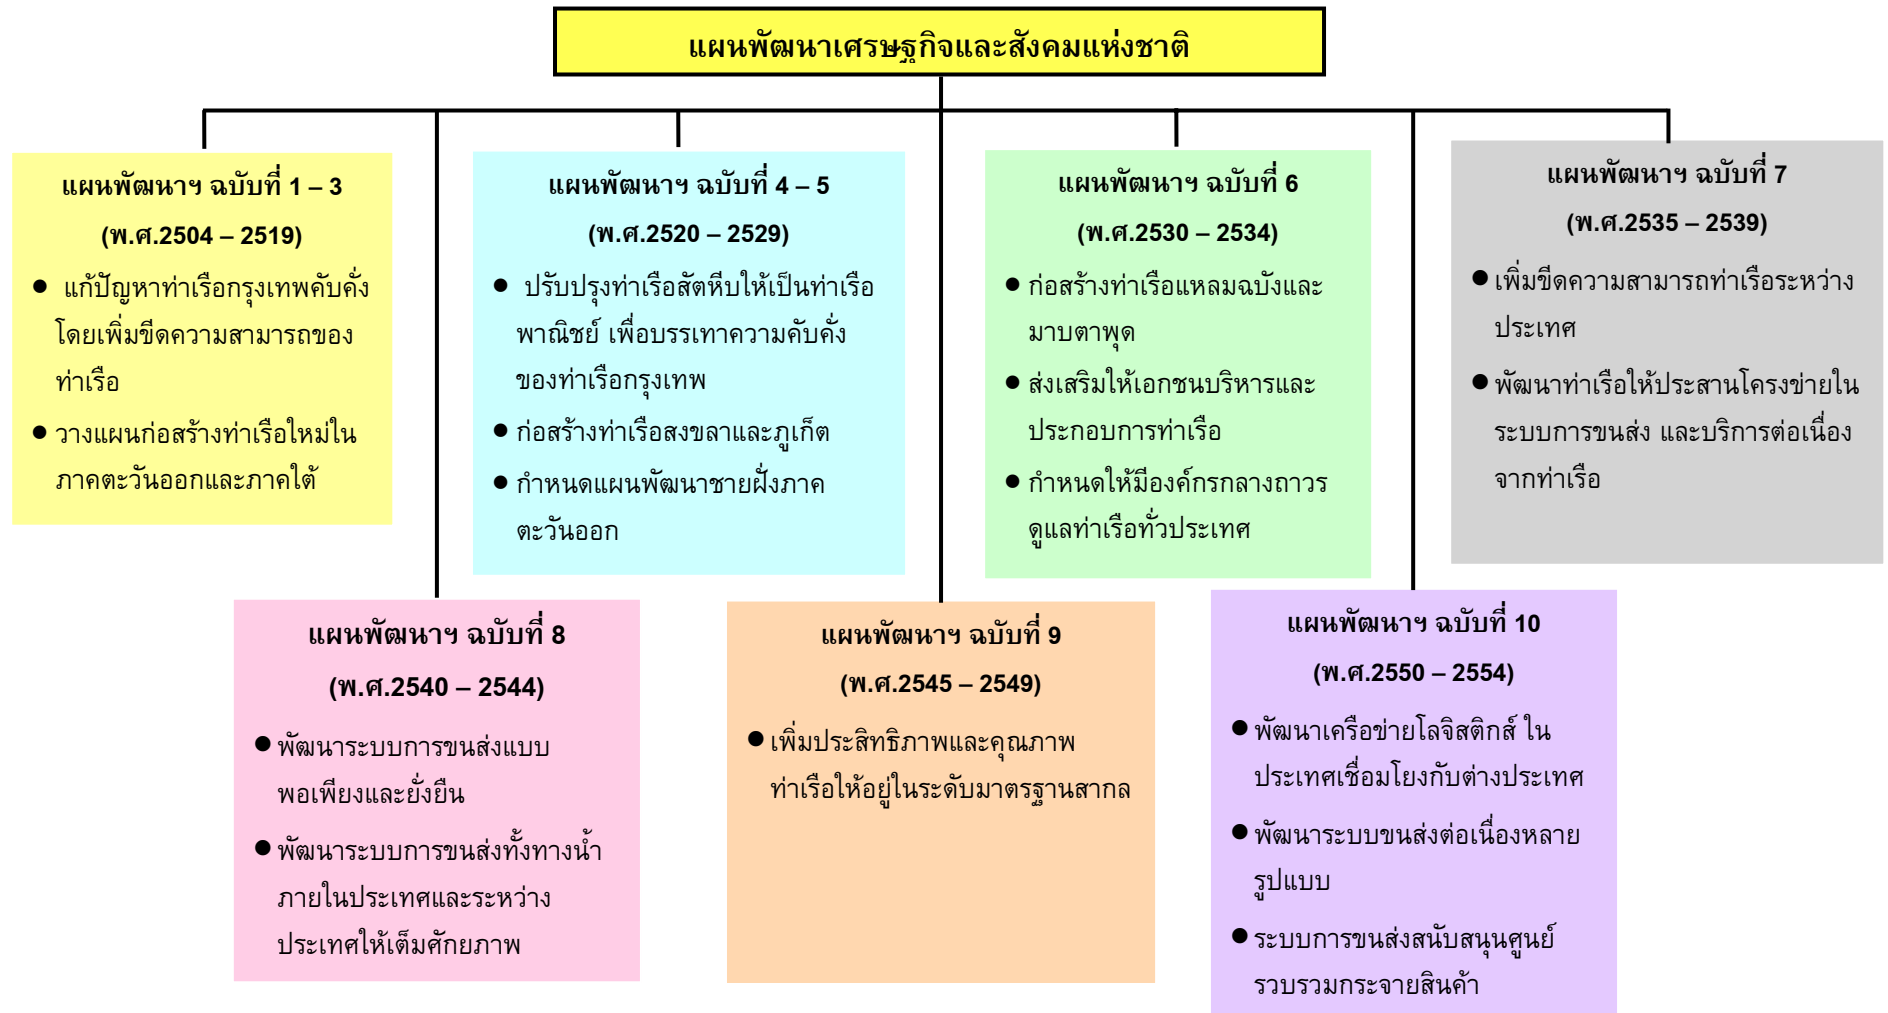 แผนพัฒนาเศรษฐกิจและสังคมแห่งชาติ
แผนพัฒนาฯ ฉบับที่ 1 – 3
(พ.ศ.2504 – 2519)
● แก้ปัญหาท่าเรือกรุงเทพคับคั่ง
โดยเพิ่มขีดความสามารถของ
ท่าเรือ
● วางแผนก่อสร้างท่าเรือใหม่ใน
ภาคตะวันออกและภาคใต้
แผนพัฒนาฯ ฉบับที่ 4 – 5
(พ.ศ.2520 – 2529)
● ปรับปรุงท่าเรือสัตหีบให้เป็นท่าเรือ
พาณิชย์ เพื่อบรรเทาความคับคั่ง
ของท่าเรือกรุงเทพ
● ก่อสร้างท่าเรือสงขลาและภูเก็ต
● กำหนดแผนพัฒนาชายฝั่งภาค
ตะวันออก
แผนพัฒนาฯ ฉบับที่ 6
(พ.ศ.2530 – 2534)
● ก่อสร้างท่าเรือแหลมฉบังและ
มาบตาพุด
● ส่งเสริมให้เอกชนบริหารและ
ประกอบการท่าเรือ
● กำหนดให้มีองค์กรกลางถาวร
ดูแลท่าเรือทั่วประเทศ
แผนพัฒนาฯ ฉบับที่ 7
(พ.ศ.2535 – 2539)
● เพิ่มขีดความสามารถท่าเรือระหว่าง
ประเทศ
● พัฒนาท่าเรือให้ประสานโครงข่ายใน
ระบบการขนส่ง และบริการต่อเนื่อง
จากท่าเรือ
แผนพัฒนาฯ ฉบับที่ 8
(พ.ศ.2540 – 2544)
● พัฒนาระบบการขนส่งแบบ
พอเพียงและยั่งยืน
● พัฒนาระบบการขนส่งทั้งทางน้ำ
ภายในประเทศและระหว่าง
ประเทศให้เต็มศักยภาพ
แผนพัฒนาฯ ฉบับที่ 9
(พ.ศ.2545 – 2549)
● เพิ่มประสิทธิภาพและคุณภาพ
ท่าเรือให้อยู่ในระดับมาตรฐานสากล
แผนพัฒนาฯ ฉบับที่ 10
(พ.ศ.2550 – 2554)
● พัฒนาเครือข่ายโลจิสติกส์ ใน
ประเทศเชื่อมโยงกับต่างประเทศ
● พัฒนาระบบขนส่งต่อเนื่องหลาย
รูปแบบ
● ระบบการขนส่งสนับสนุนศูนย์
รวบรวมกระจายสินค้า